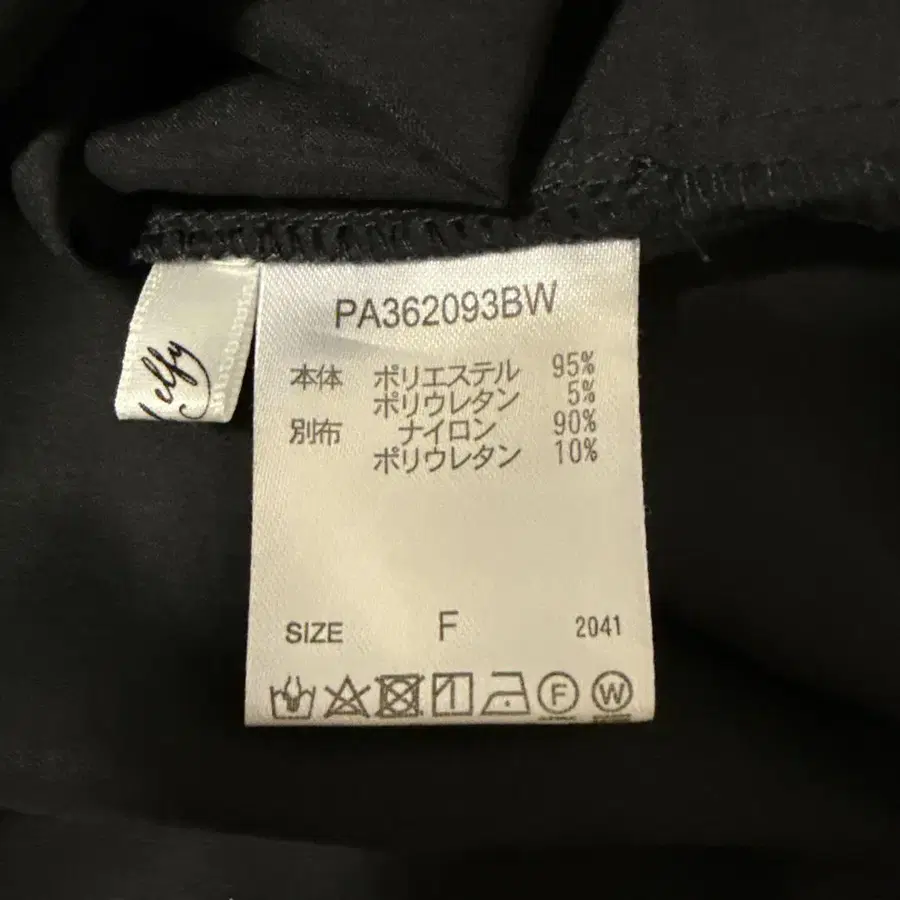 PA362093BW
本体 ポリエステル 95%
ポリウレタン 5%
別布 ナイロン 90%
ポリウレタン 10%
SIZE F 2041
F W